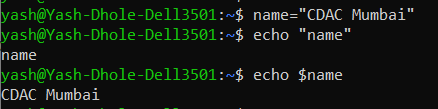 yash@Yash-Dhole-Dell3501:~$ name="CDAC Mumbai"
yash@Yash-Dhole-Dell3501:~$ echo "name"
name
yash@Yash-Dhole-Dell3501:~$ echo $name
CDAC Mumbai